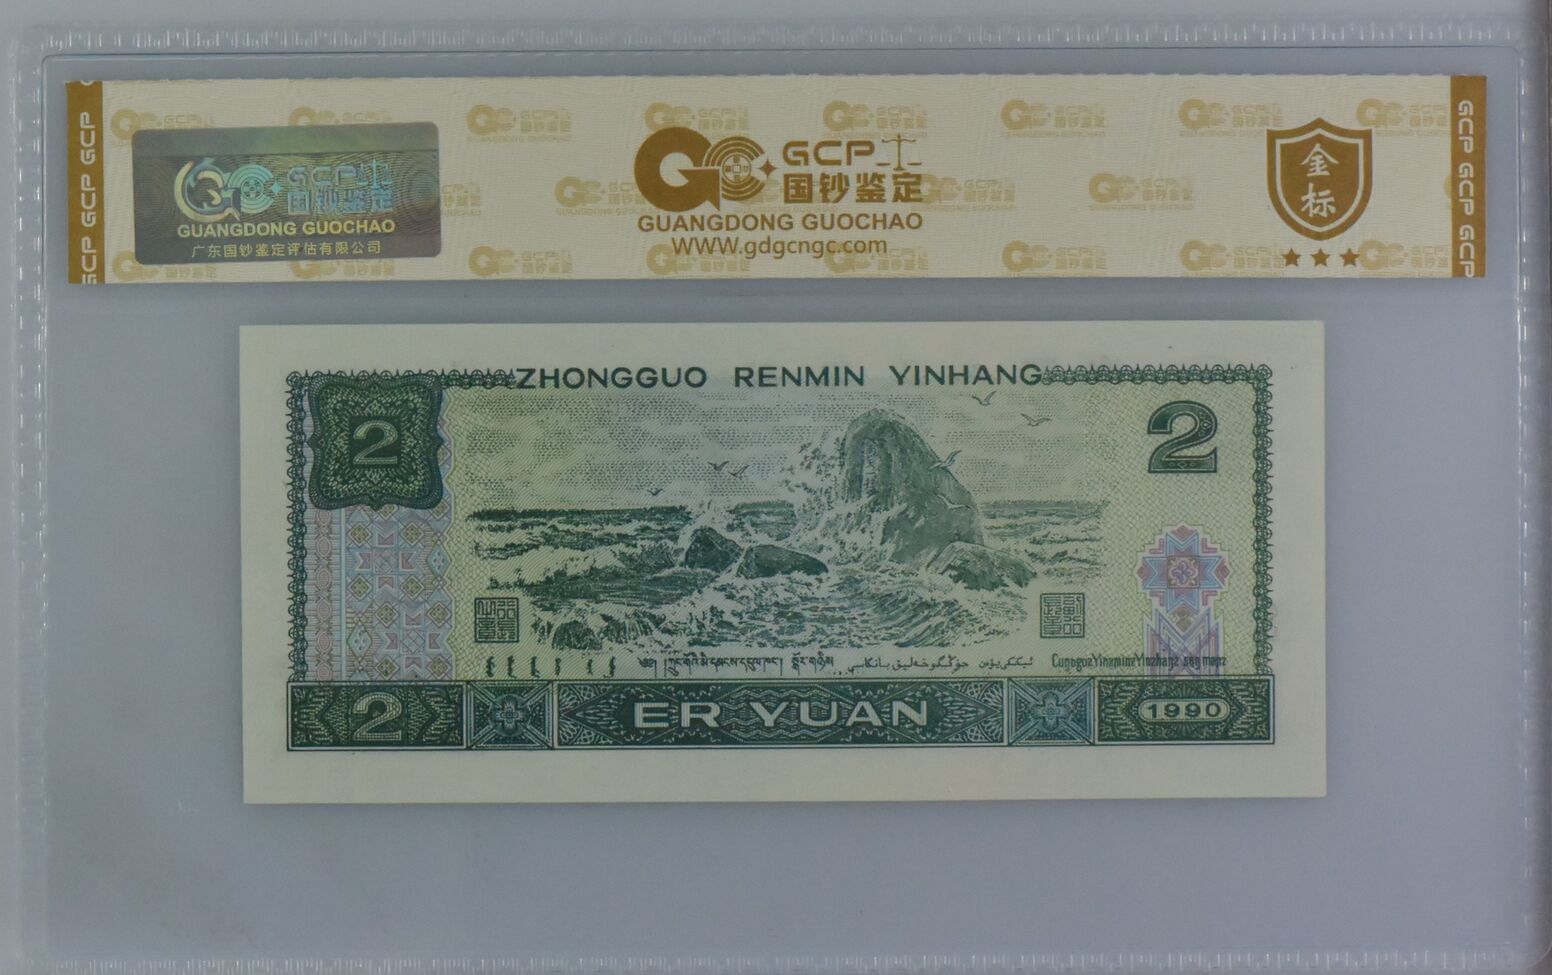 GCP GCP GCP
GC GCP
国钞鉴定
GUANGDONG GUOCHAO
广东国钞鉴定评估有限公司
GC GCP
国钞鉴定
GUANGDONG GUOCHAO
WWW.gdgcngc.com
金标
GCP GCP GCP
ZHONGGUO RENMIN YINHANG
2
2
2
ER YUAN
1990